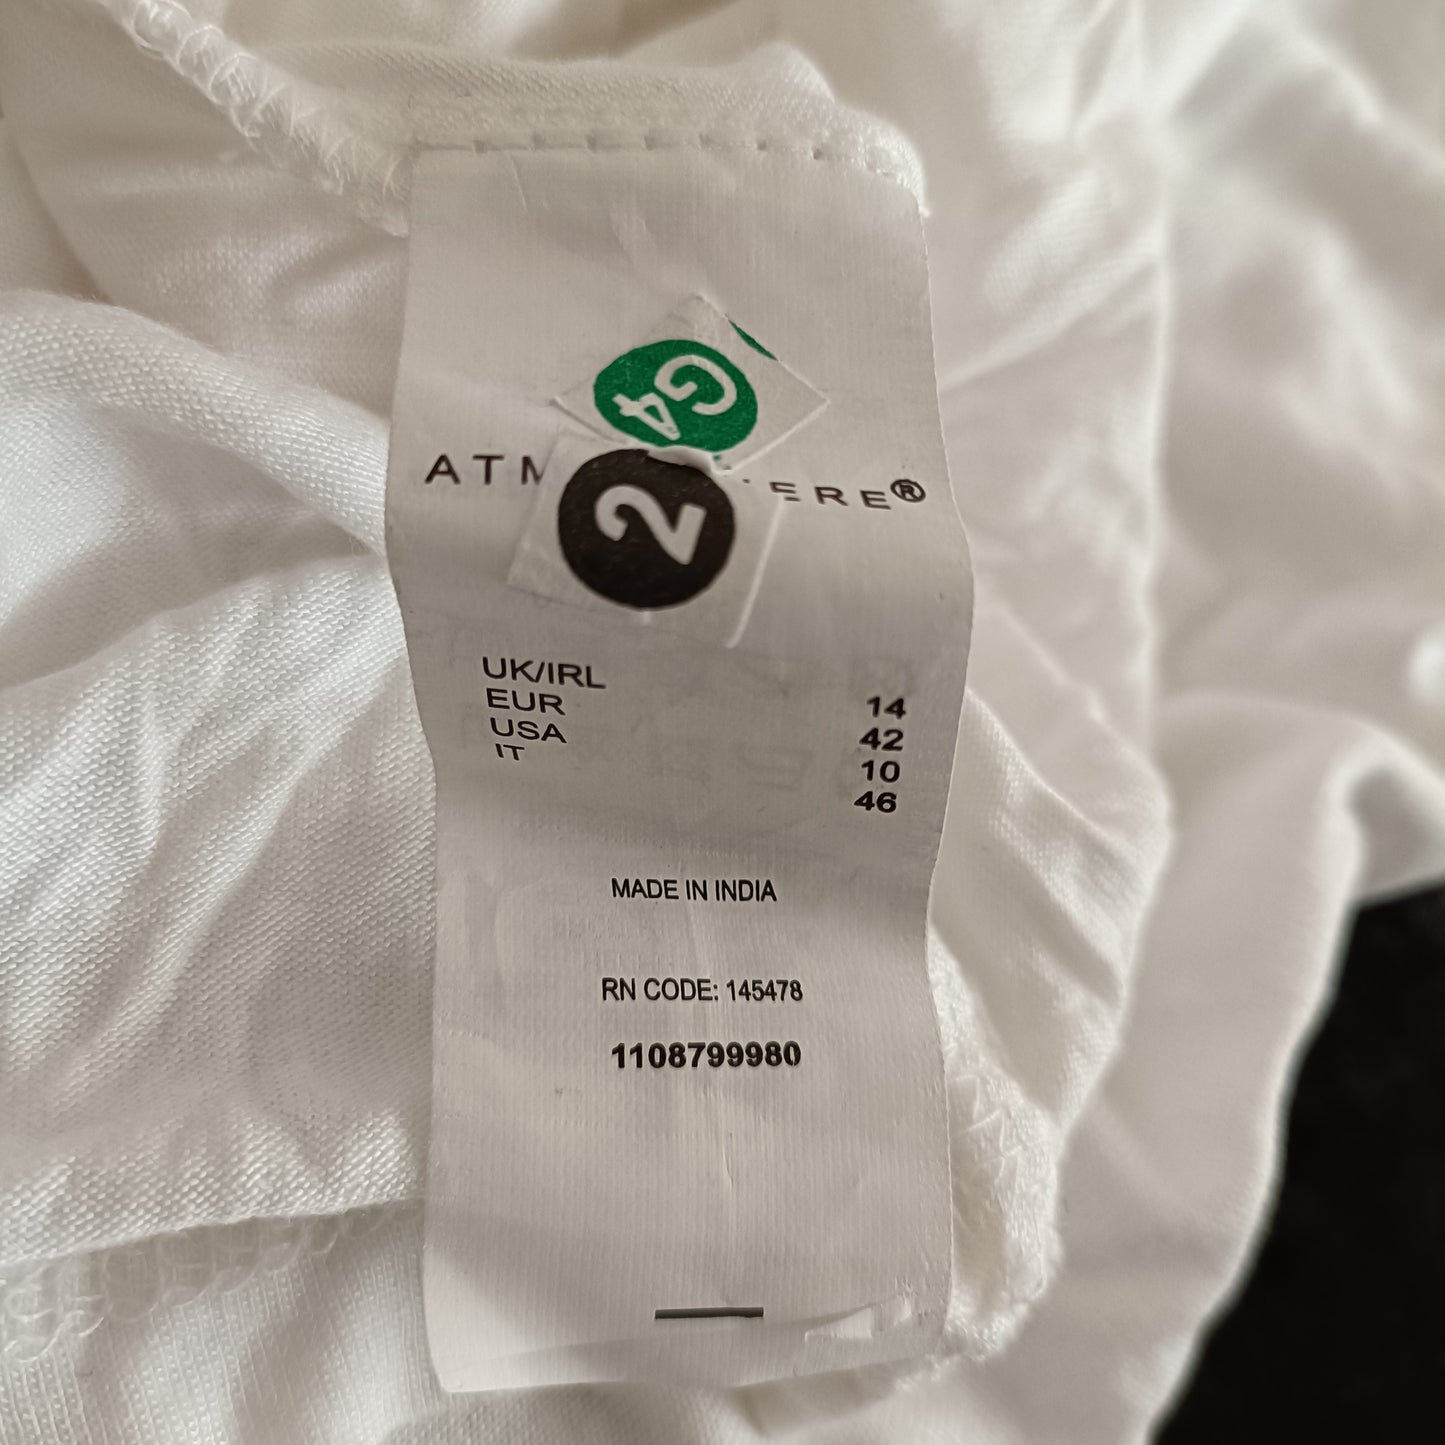 G4
ATM ERE®
2
UK/IRL 14
EUR 42
USA 10
IT 46
MADE IN INDIA
RN CODE: 145478
1108799980